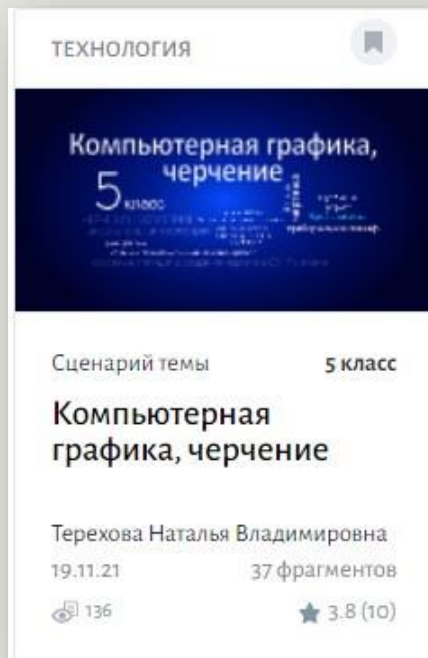 ТЕХНОЛОГИЯ
Компьютерная графика,
черчение
5 класс
Сценарий темы 5 класс
Компьютерная
графика, черчение
Терехова Наталья Владимировна
19.11.21 37 фрагментов
136 3.8 (10)